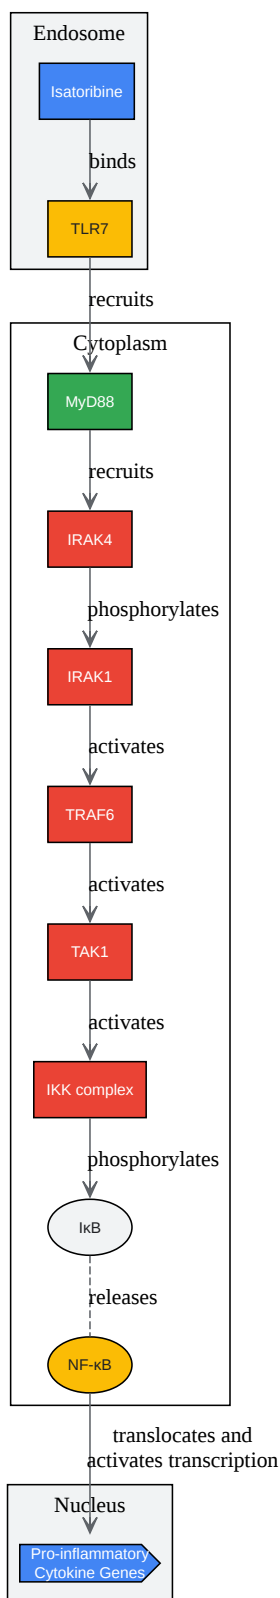 Endosome
Isatoribine
binds
TLR7
recruits
Cytoplasm
MyD88
recruits
IRAK4
phosphorylates
IRAK1
activates
TRAF6
activates
TAK1
activates
IKK complex
phosphorylates
IκB
releases
NF-κB
translocates and
activates transcription
Nucleus
Pro-inflammatory
Cytokine Genes